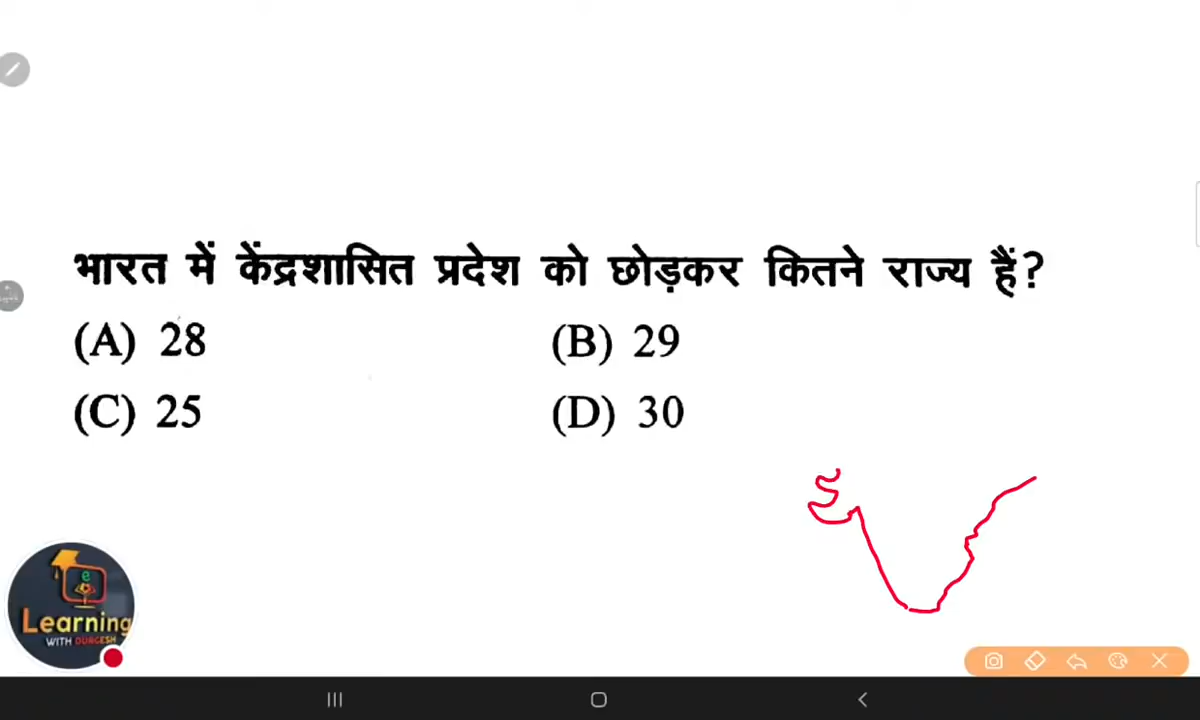 भारत में केंद्रशासित प्रदेश को छोड़कर कितने राज्य हैं?
(A) 28 (B) 29
(C) 25 (D) 30
e
Learning
WITH DURGESH